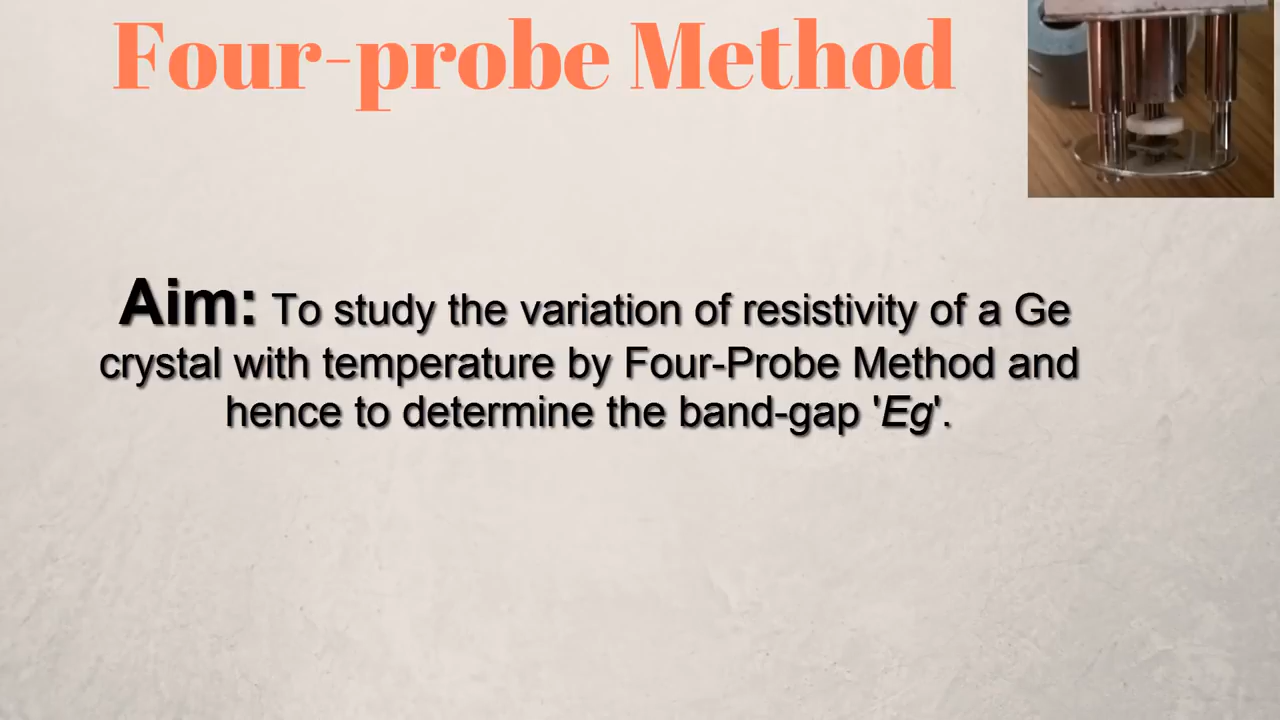 Four-probe Method
Aim: To study the variation of resistivity of a Ge
crystal with temperature by Four-Probe Method and
hence to determine the band-gap 'Eg'.